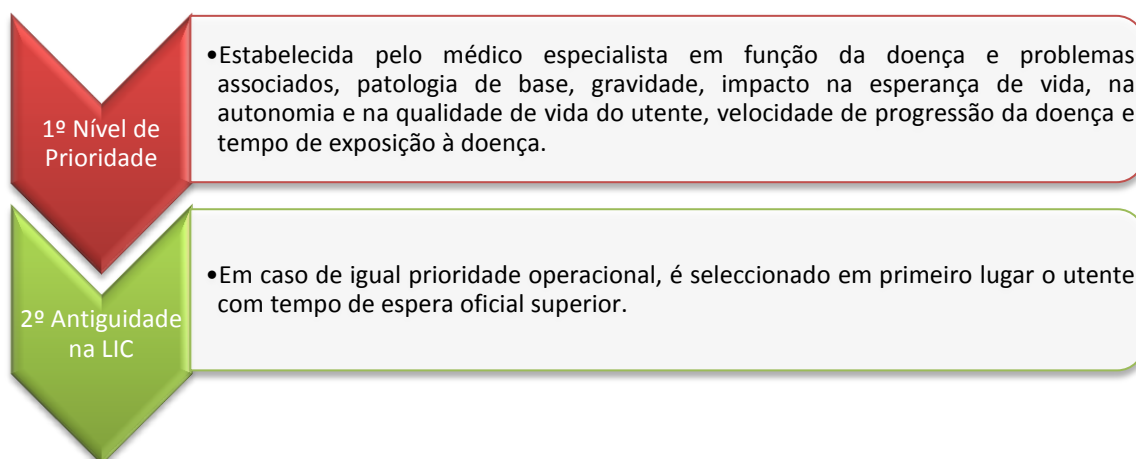 1º Nível de
Prioridade
•Estabelecida pelo médico especialista em função da doença e problemas
associados, patologia de base, gravidade, impacto na esperança de vida, na
autonomia e na qualidade de vida do utente, velocidade de progressão da doença e
tempo de exposição à doença.
2º Antiguidade
na LIC
•Em caso de igual prioridade operacional, é seleccionado em primeiro lugar o utente
com tempo de espera oficial superior.